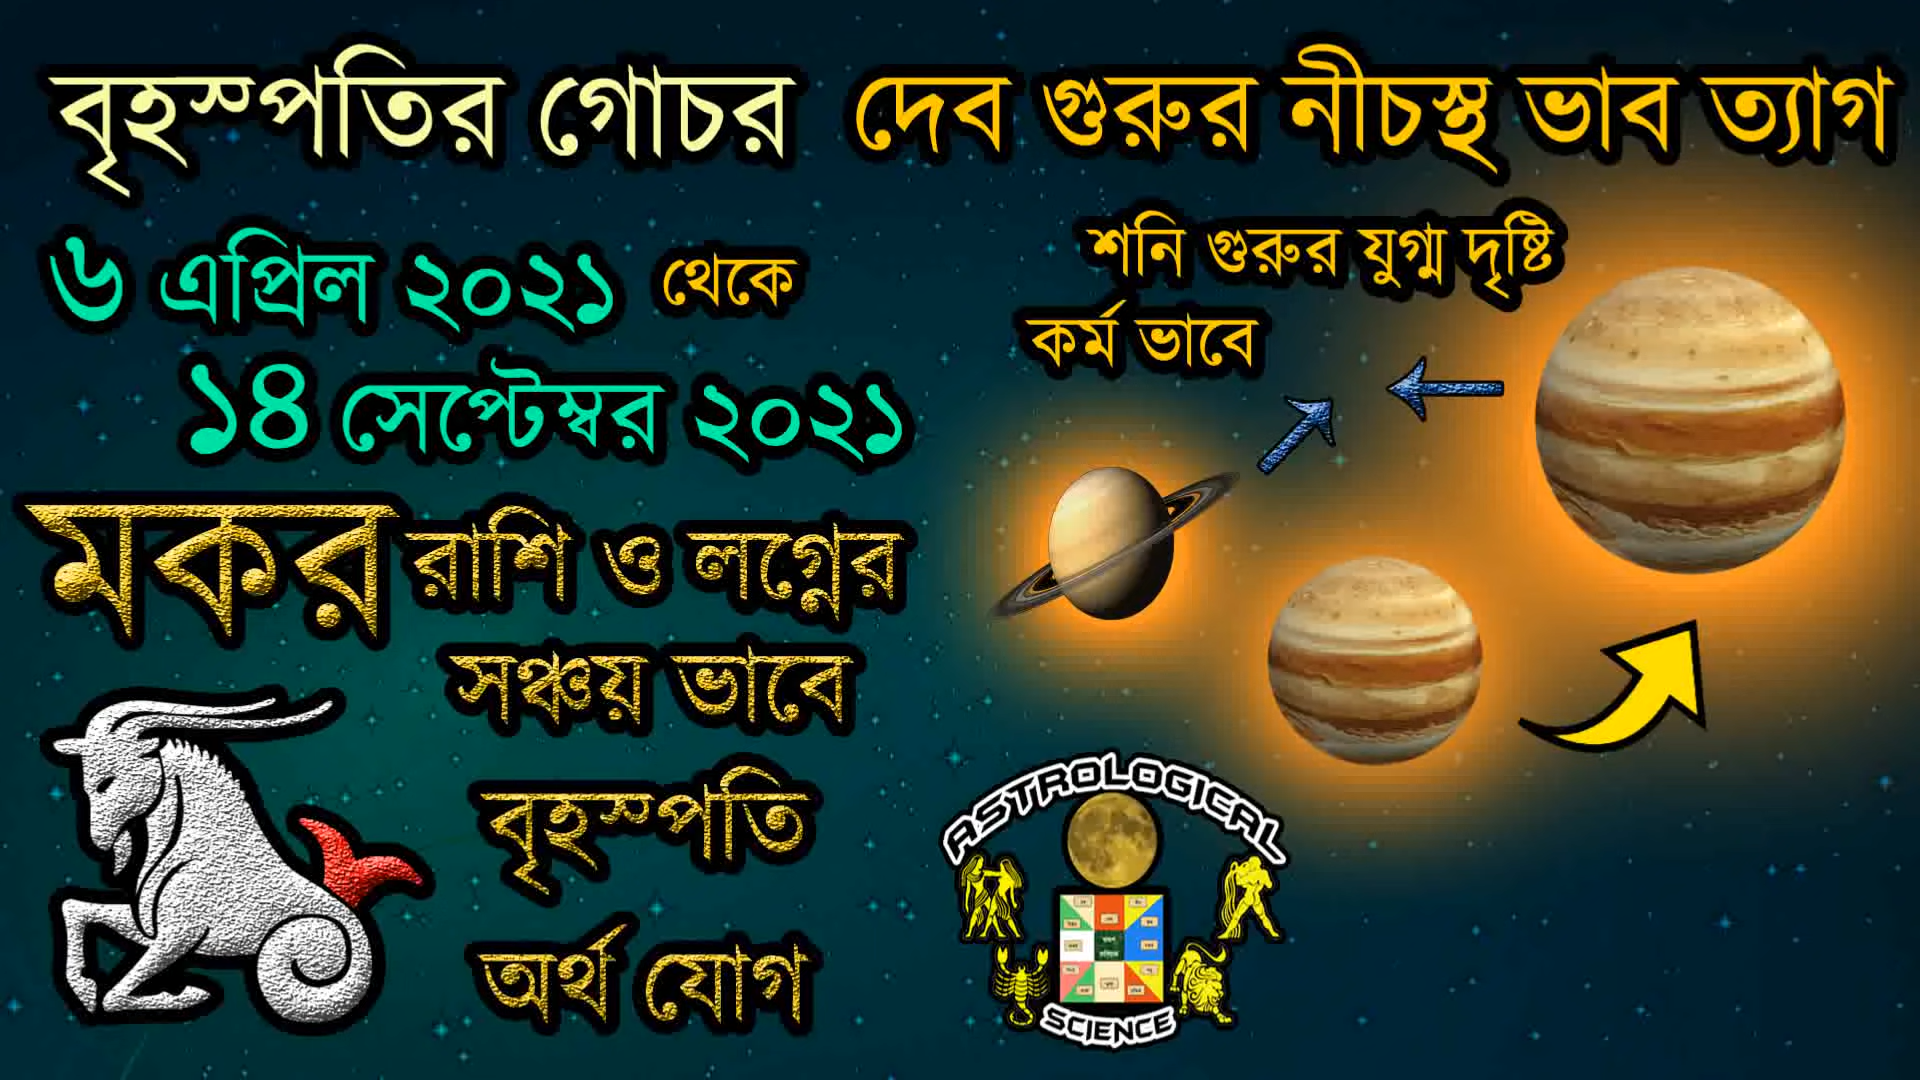 বৃহস্পতির গোচর দেব গুরুর নীচস্থ ভাব ত্যাগ
৬ এপ্রিল ২০২১ থেকে
১৪ সেপ্টেম্বর ২০২১
শনি গুরুর যুগ্ম দৃষ্টি
কর্ম ভাবে
মকর রাশি ও লগ্নের
সঞ্চয় ভাবে
বৃহস্পতি
অর্থ যোগ
ASTROLOGICAL
SCIENCE